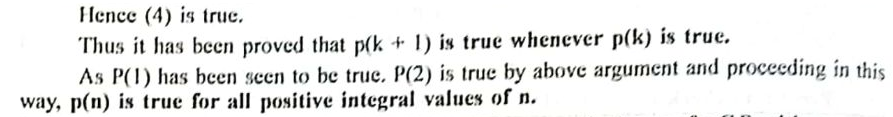 Hence (4) is true.
Thus it has been proved that p(k + 1) is true whenever p(k) is true.
As P(1) has been seen to be true. P(2) is true by above argument and proceeding in this
way, p(n) is true for all positive integral values of n.